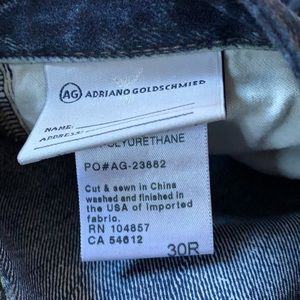 AG ADRIANO GOLDSCHMIED
NAME:
ADDRESS:
POLYURETHANE
PO#AG-23882
Cut & sewn in China
washed and finished in
the USA of imported
fabric.
RN 104857
CA 54612
30R